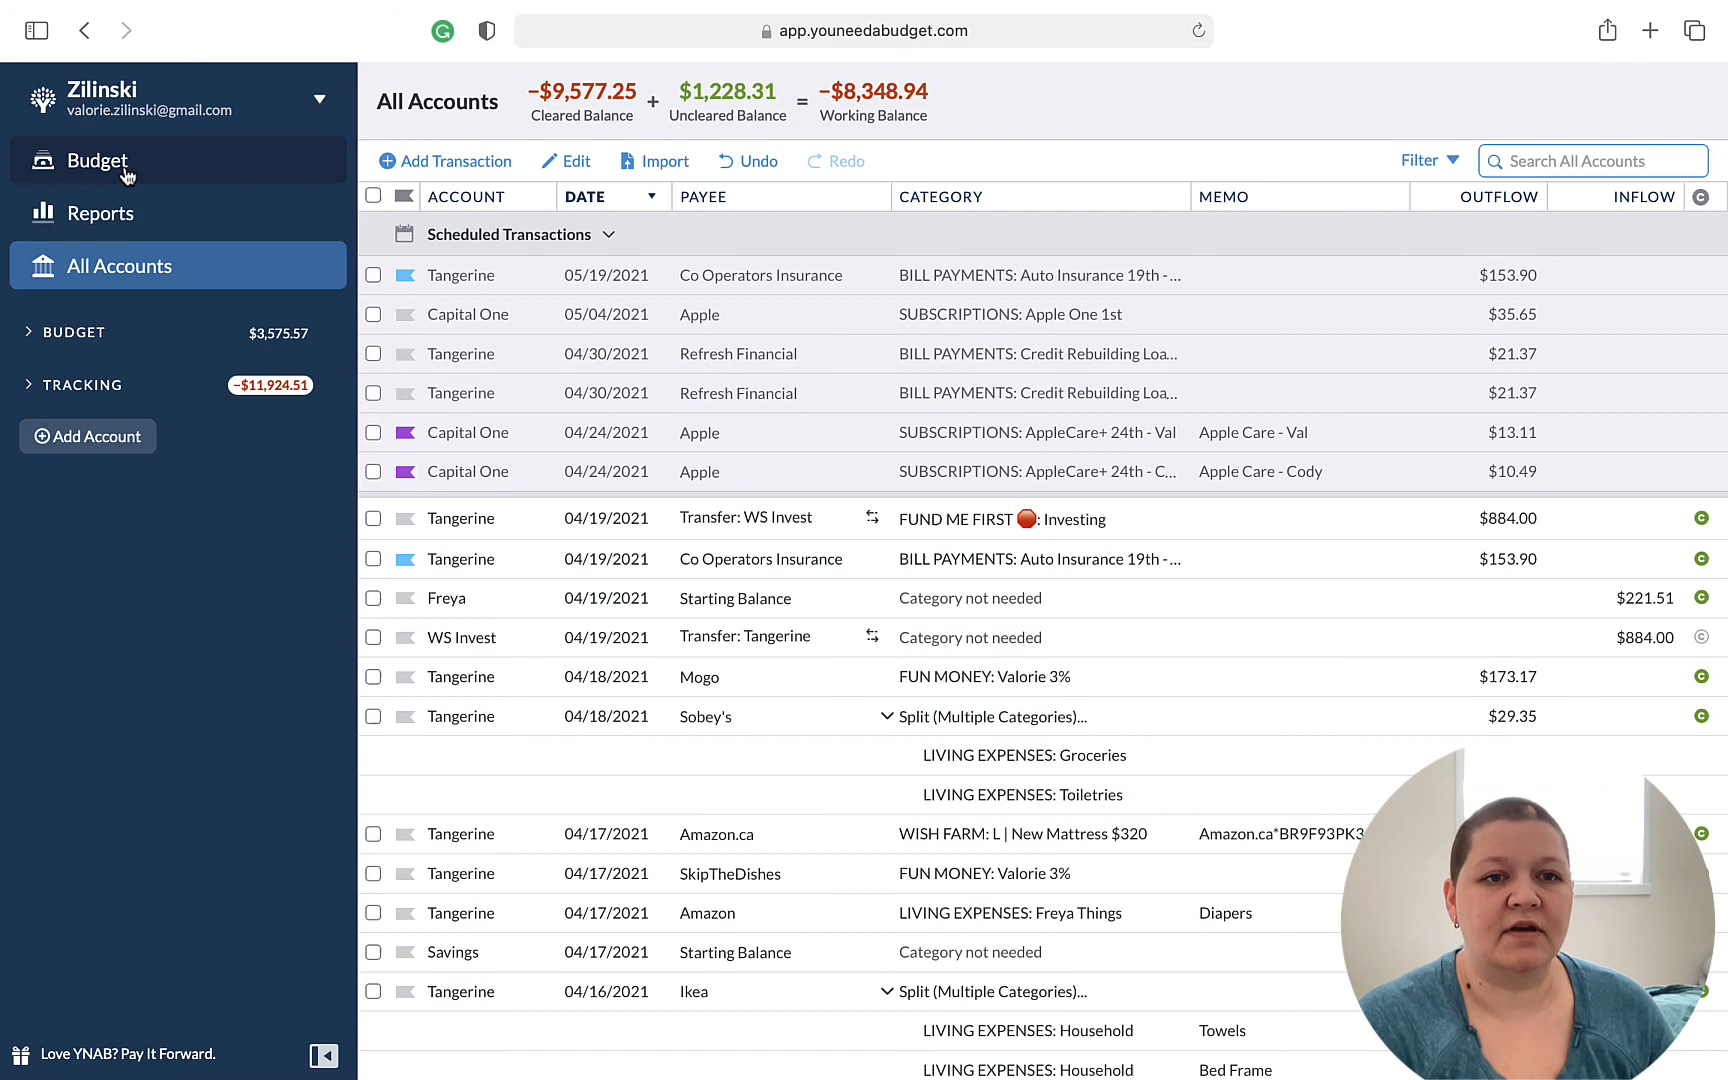 app.youneedabudget.com
Zilinski
valorie.zilinski@gmail.com
Budget
Reports
All Accounts
BUDGET $3,575.57
TRACKING −$11,924.51
Add Account
Love YNAB? Pay It Forward.
All Accounts
−$9,577.25 + $1,228.31 = −$8,348.94
Cleared Balance Uncleared Balance Working Balance
Add Transaction Edit Import Undo Redo Filter Search All Accounts
ACCOUNT DATE PAYEE CATEGORY MEMO OUTFLOW INFLOW C
Scheduled Transactions
Tangerine 05/19/2021 Co Operators Insurance BILL PAYMENTS: Auto Insurance 19th -... $153.90
Capital One 05/04/2021 Apple SUBSCRIPTIONS: Apple One 1st $35.65
Tangerine 04/30/2021 Refresh Financial BILL PAYMENTS: Credit Rebuilding Loa... $21.37
Tangerine 04/30/2021 Refresh Financial BILL PAYMENTS: Credit Rebuilding Loa... $21.37
Capital One 04/24/2021 Apple SUBSCRIPTIONS: AppleCare+ 24th - Val Apple Care - Val $13.11
Capital One 04/24/2021 Apple SUBSCRIPTIONS: AppleCare+ 24th - C... Apple Care - Cody $10.49
Tangerine 04/19/2021 Transfer: WS Invest FUND ME FIRST 🛑: Investing $884.00 C
Tangerine 04/19/2021 Co Operators Insurance BILL PAYMENTS: Auto Insurance 19th -... $153.90 C
Freya 04/19/2021 Starting Balance Category not needed $221.51 C
WS Invest 04/19/2021 Transfer: Tangerine Category not needed $884.00 C
Tangerine 04/18/2021 Mogo FUN MONEY: Valorie 3% $173.17 C
Tangerine 04/18/2021 Sobey's Split (Multiple Categories)... $29.35 C
LIVING EXPENSES: Groceries
LIVING EXPENSES: Toiletries
Tangerine 04/17/2021 Amazon.ca WISH FARM: L | New Mattress $320 Amazon.ca*BR9F93PK3 C
Tangerine 04/17/2021 SkipTheDishes FUN MONEY: Valorie 3%
Tangerine 04/17/2021 Amazon LIVING EXPENSES: Freya Things Diapers
Savings 04/17/2021 Starting Balance Category not needed
Tangerine 04/16/2021 Ikea Split (Multiple Categories)...
LIVING EXPENSES: Household Towels
LIVING EXPENSES: Household Bed Frame